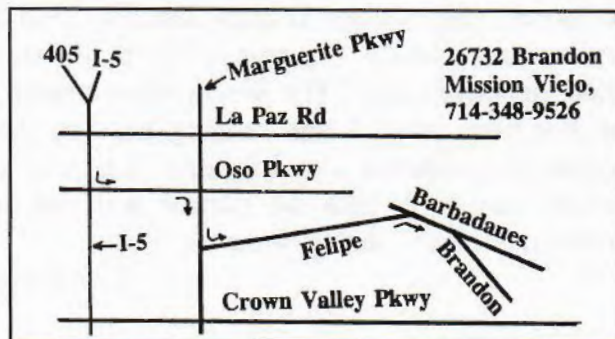 405 I-5
Marguerite Pkwy
26732 Brandon
Mission Viejo,
714-348-9526
La Paz Rd
Oso Pkwy
Barbadanes
I-5
Felipe
Brandon
Crown Valley Pkwy